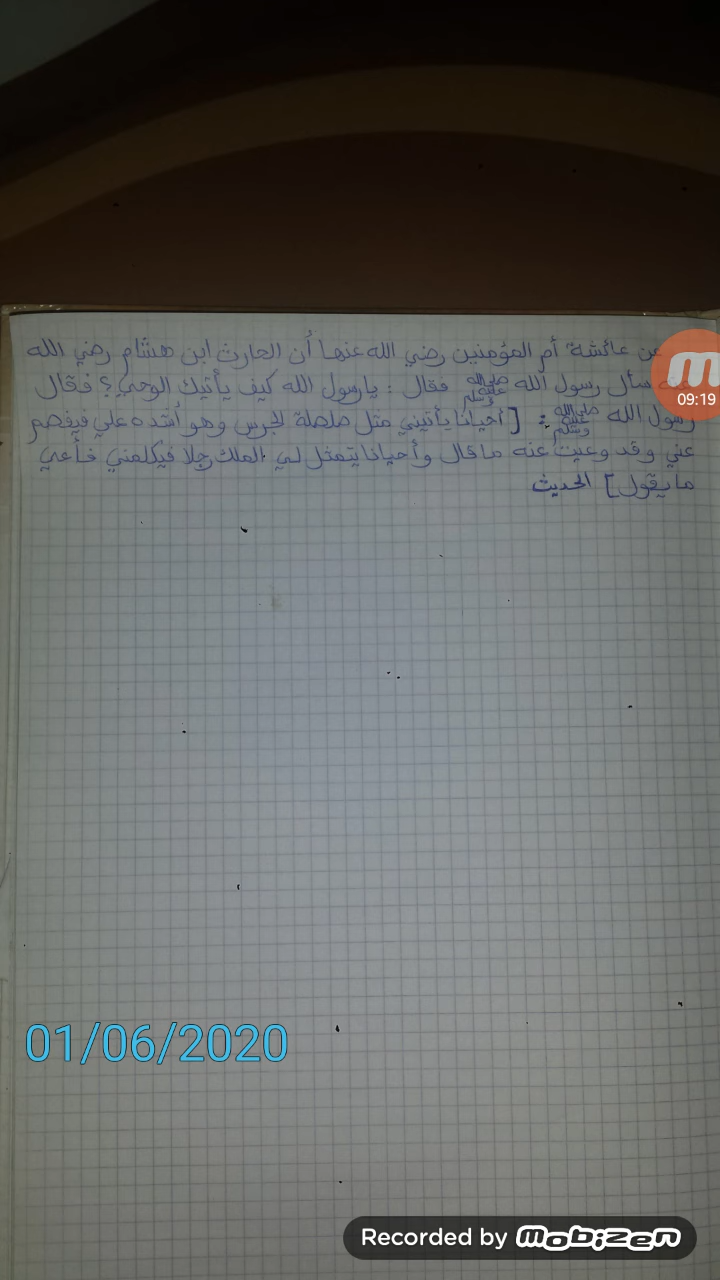 عن عائشة أم المؤمنين رضي الله عنها أن الحارث ابن هشام رضي الله
سأل رسول الله ﷺ فقال : يارسول الله كيف يأتيك الوحي ؟ فقال
رسول الله ﷺ : [ أحيانا يأتيني مثل صلصلة الجرس وهو أشده علي فيفصم
عني وقد وعيت عنه ما قال وأحيانا يتمثل لي الملك رجلا فيكلمني فأعي
ما يقول ] الحديث
m
09:19
01/06/2020
Recorded by mobizen